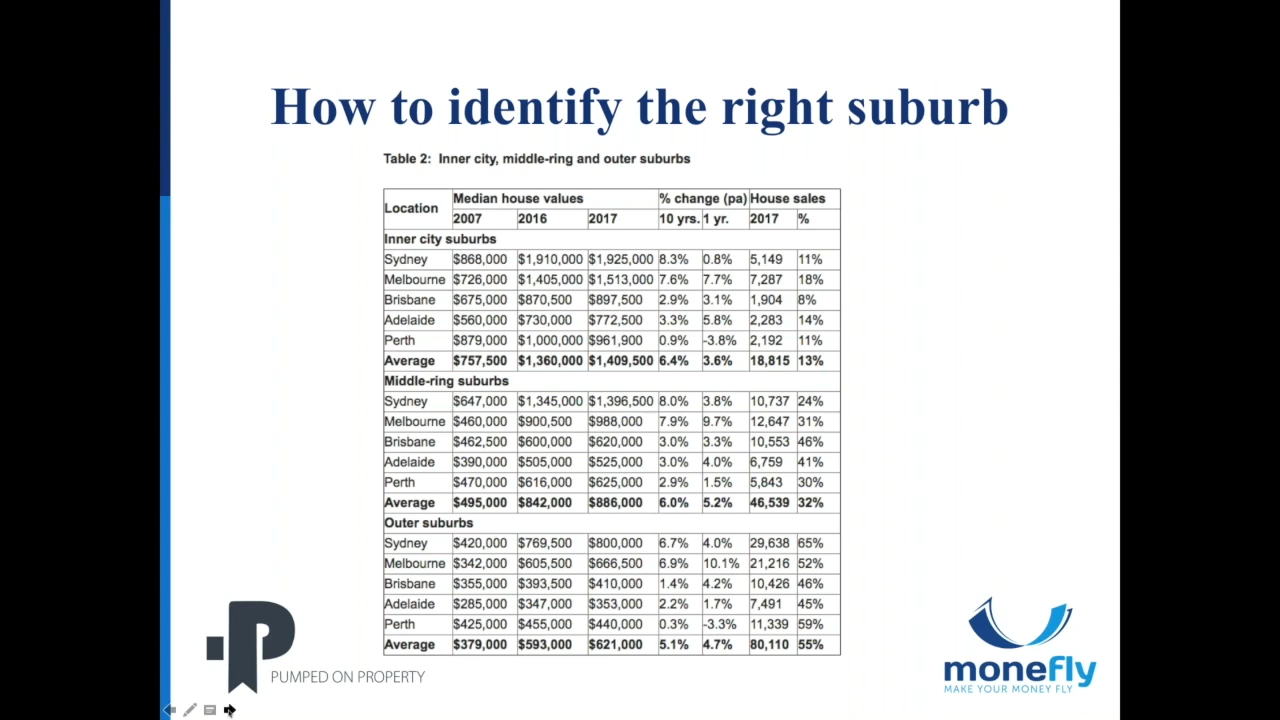 How to identify the right suburb
Table 2: Inner city, middle-ring and outer suburbs
Location Median house values % change (pa) House sales
2007 2016 2017 10 yrs. 1 yr. 2017 %
Inner city suburbs
Sydney $868,000 $1,910,000 $1,925,000 8.3% 0.8% 5,149 11%
Melbourne $726,000 $1,405,000 $1,513,000 7.6% 7.7% 7,287 18%
Brisbane $675,000 $870,500 $897,500 2.9% 3.1% 1,904 8%
Adelaide $560,000 $730,000 $772,500 3.3% 5.8% 2,283 14%
Perth $879,000 $1,000,000 $961,900 0.9% -3.8% 2,192 11%
Average $757,500 $1,360,000 $1,409,500 6.4% 3.6% 18,815 13%
Middle-ring suburbs
Sydney $647,000 $1,345,000 $1,396,500 8.0% 3.8% 10,737 24%
Melbourne $460,000 $900,500 $988,000 7.9% 9.7% 12,647 31%
Brisbane $462,500 $600,000 $620,000 3.0% 3.3% 10,553 46%
Adelaide $390,000 $505,000 $525,000 3.0% 4.0% 6,759 41%
Perth $470,000 $616,000 $625,000 2.9% 1.5% 5,843 30%
Average $495,000 $842,000 $886,000 6.0% 5.2% 46,539 32%
Outer suburbs
Sydney $420,000 $769,500 $800,000 6.7% 4.0% 29,638 65%
Melbourne $342,000 $605,500 $666,500 6.9% 10.1% 21,216 52%
Brisbane $355,000 $393,500 $410,000 1.4% 4.2% 10,426 46%
Adelaide $285,000 $347,000 $353,000 2.2% 1.7% 7,491 45%
Perth $425,000 $455,000 $440,000 0.3% -3.3% 11,339 59%
Average $379,000 $593,000 $621,000 5.1% 4.7% 80,110 55%
P
PUMPED ON PROPERTY
monefly
MAKE YOUR MONEY FLY